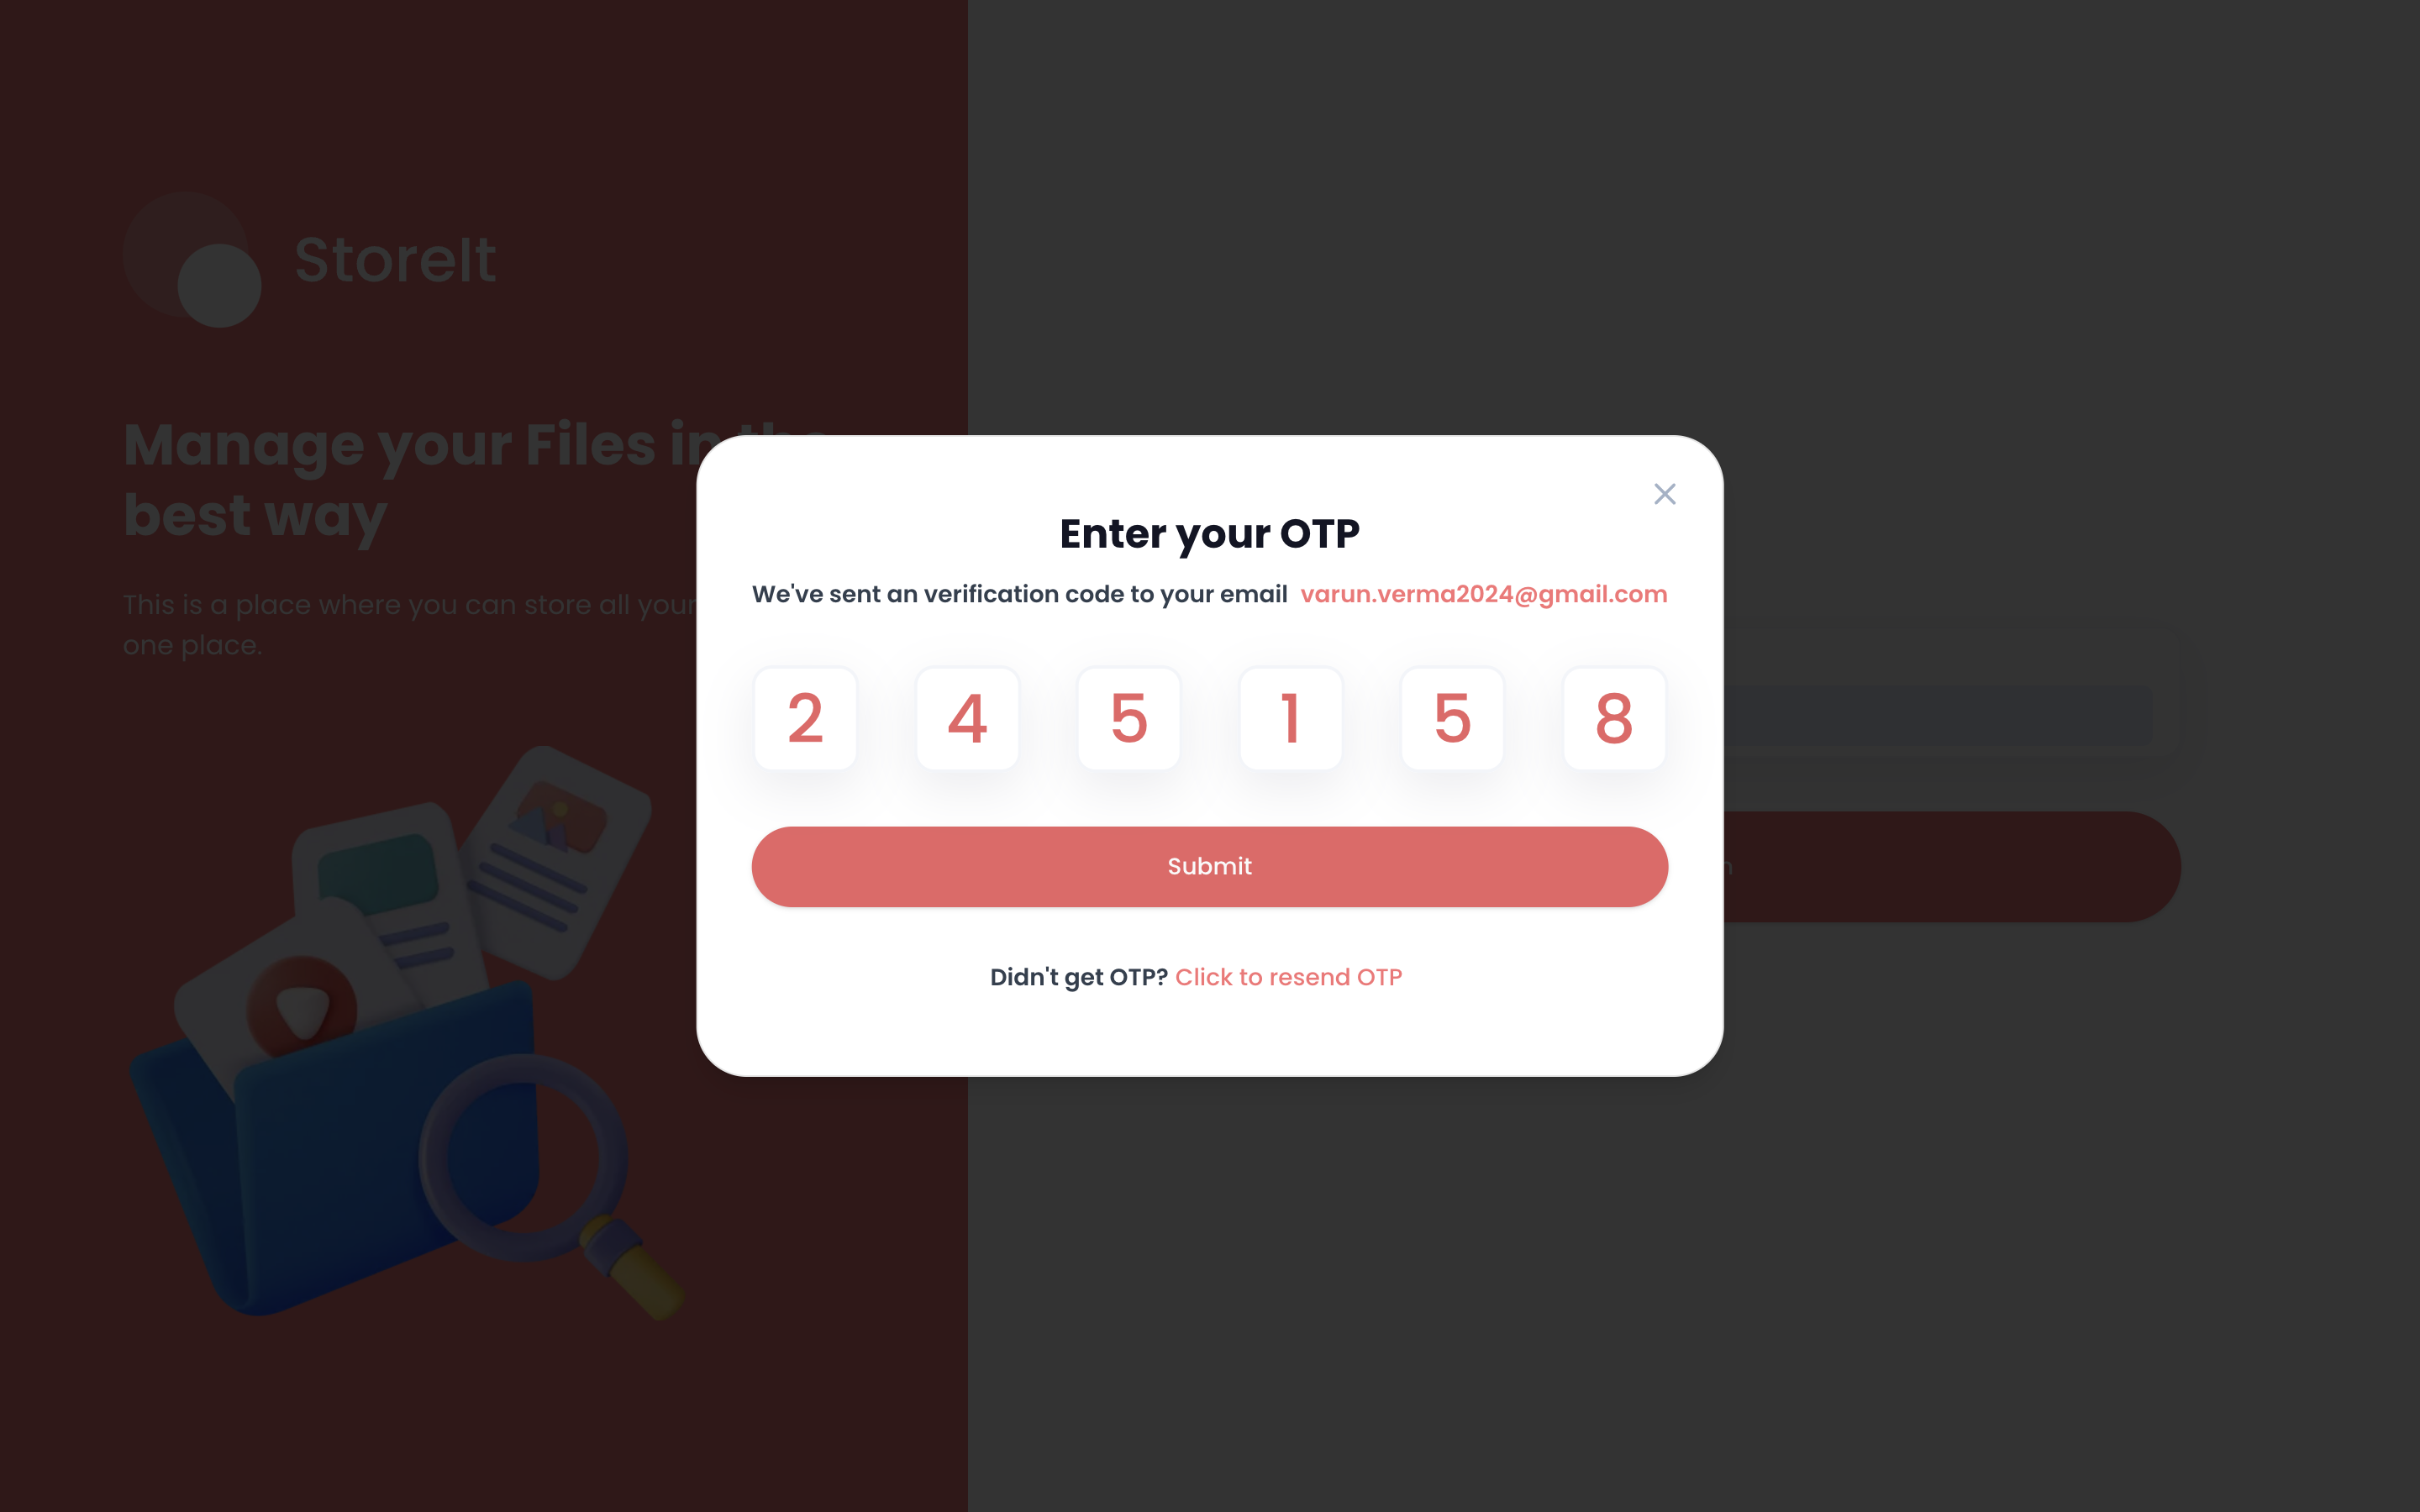 StoreIt
Manage your Files in the
best way
This is a place where you can store all your
one place.
Enter your OTP
We've sent an verification code to your email varun.verma2024@gmail.com
2 4 5 1 5 8
Submit
Didn't get OTP? Click to resend OTP